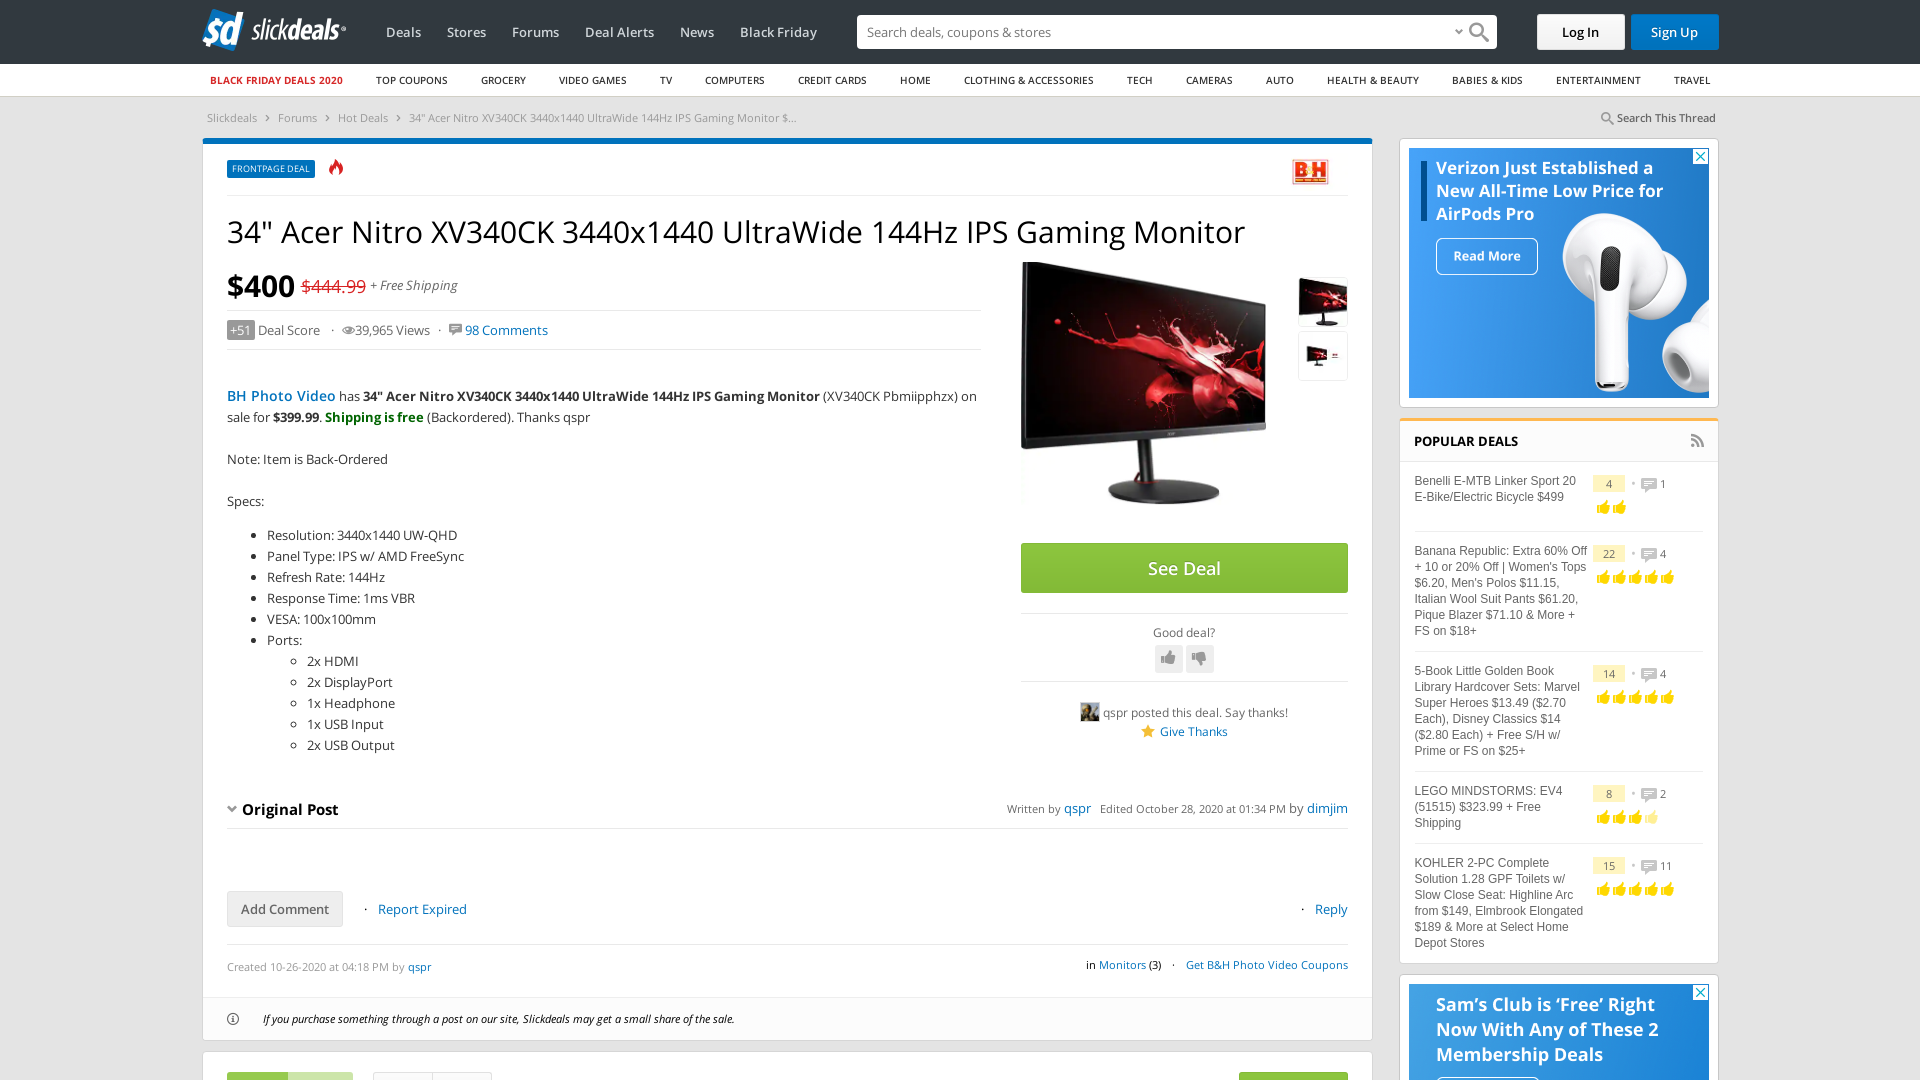 slickdeals
Deals
Stores
Forums
Deal Alerts
News
Black Friday
Search deals, coupons & stores
Log In
Sign Up
BLACK FRIDAY DEALS 2020
TOP COUPONS
GROCERY
VIDEO GAMES
TV
COMPUTERS
CREDIT CARDS
HOME
CLOTHING & ACCESSORIES
TECH
CAMERAS
AUTO
HEALTH & BEAUTY
BABIES & KIDS
ENTERTAINMENT
TRAVEL
Slickdeals › Forums › Hot Deals › 34" Acer Nitro XV340CK 3440x1440 UltraWide 144Hz IPS Gaming Monitor $...
Search This Thread
FRONTPAGE DEAL
B&H
34" Acer Nitro XV340CK 3440x1440 UltraWide 144Hz IPS Gaming Monitor
$400 $444.99 + Free Shipping
+51 Deal Score · 39,965 Views · 98 Comments
BH Photo Video has 34" Acer Nitro XV340CK 3440x1440 UltraWide 144Hz IPS Gaming Monitor (XV340CK Pbmiipphzx) on
sale for $399.99. Shipping is free (Backordered). Thanks qspr
Note: Item is Back-Ordered
Specs:
• Resolution: 3440x1440 UW-QHD
• Panel Type: IPS w/ AMD FreeSync
• Refresh Rate: 144Hz
• Response Time: 1ms VBR
• VESA: 100x100mm
• Ports:
◦ 2x HDMI
◦ 2x DisplayPort
◦ 1x Headphone
◦ 1x USB Input
◦ 2x USB Output
See Deal
Good deal?
qspr posted this deal. Say thanks!
Give Thanks
Original Post
Written by qspr Edited October 28, 2020 at 01:34 PM by dimjim
Add Comment
· Report Expired
· Reply
Created 10-26-2020 at 04:18 PM by qspr
in Monitors (3) · Get B&H Photo Video Coupons
If you purchase something through a post on our site, Slickdeals may get a small share of the sale.
Verizon Just Established a
New All-Time Low Price for
AirPods Pro
Read More
POPULAR DEALS
Benelli E-MTB Linker Sport 20
E-Bike/Electric Bicycle $499
4 • 1
Banana Republic: Extra 60% Off
+ 10 or 20% Off | Women's Tops
$6.20, Men's Polos $11.15,
Italian Wool Suit Pants $61.20,
Pique Blazer $71.10 & More +
FS on $18+
22 • 4
5-Book Little Golden Book
Library Hardcover Sets: Marvel
Super Heroes $13.49 ($2.70
Each), Disney Classics $14
($2.80 Each) + Free S/H w/
Prime or FS on $25+
14 • 4
LEGO MINDSTORMS: EV4
(51515) $323.99 + Free
Shipping
8 • 2
KOHLER 2-PC Complete
Solution 1.28 GPF Toilets w/
Slow Close Seat: Highline Arc
from $149, Elmbrook Elongated
$189 & More at Select Home
Depot Stores
15 • 11
Sam's Club is 'Free' Right
Now With Any of These 2
Membership Deals